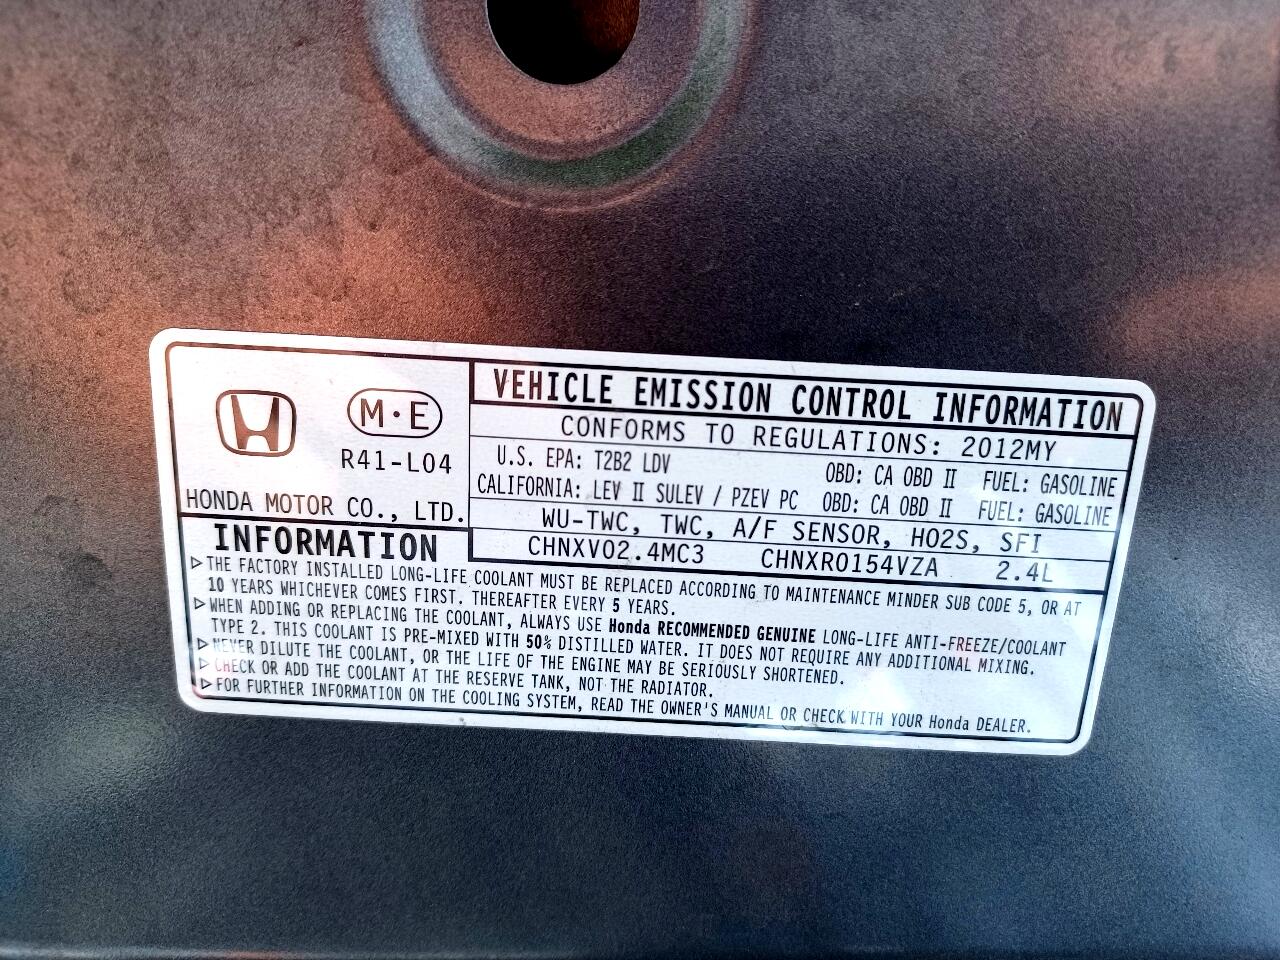 M·E
R41-L04
HONDA MOTOR CO., LTD.
VEHICLE EMISSION CONTROL INFORMATION
CONFORMS TO REGULATIONS: 2012MY
U.S. EPA: T2B2 LDV OBD: CA OBD II FUEL: GASOLINE
CALIFORNIA: LEV II SULEV / PZEV PC OBD: CA OBD II FUEL: GASOLINE
WU-TWC, TWC, A/F SENSOR, HO2S, SFI
CHNXV02.4MC3 CHNXR0154VZA 2.4L
INFORMATION
▷THE FACTORY INSTALLED LONG-LIFE COOLANT MUST BE REPLACED ACCORDING TO MAINTENANCE MINDER SUB CODE 5, OR AT
10 YEARS WHICHEVER COMES FIRST. THEREAFTER EVERY 5 YEARS.
▷WHEN ADDING OR REPLACING THE COOLANT, ALWAYS USE Honda RECOMMENDED GENUINE LONG-LIFE ANTI-FREEZE/COOLANT
TYPE 2. THIS COOLANT IS PRE-MIXED WITH 50% DISTILLED WATER. IT DOES NOT REQUIRE ANY ADDITIONAL MIXING.
▷NEVER DILUTE THE COOLANT, OR THE LIFE OF THE ENGINE MAY BE SERIOUSLY SHORTENED.
▷CHECK OR ADD THE COOLANT AT THE RESERVE TANK, NOT THE RADIATOR.
▷FOR FURTHER INFORMATION ON THE COOLING SYSTEM, READ THE OWNER'S MANUAL OR CHECK WITH YOUR Honda DEALER.